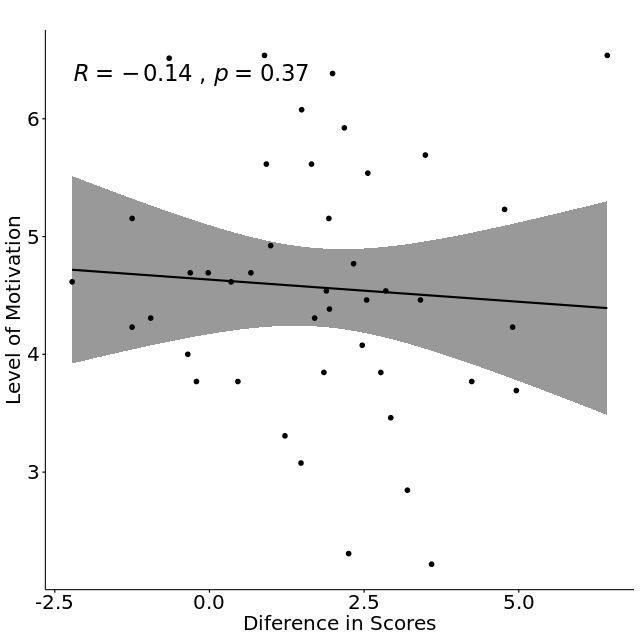 R = −0.14 , p = 0.37
6
5
4
3
Level of Motivation
-2.5 0.0 2.5 5.0
Diference in Scores